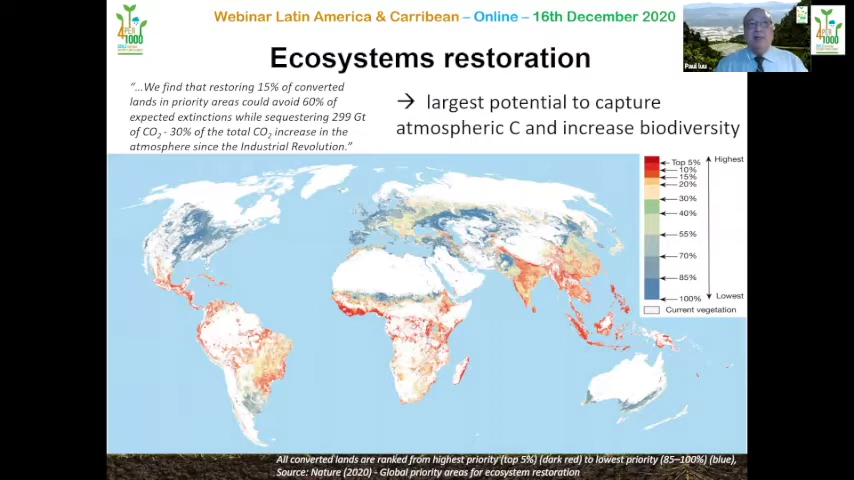 Webinar Latin America & Carribean – Online – 16th December 2020
4PER
1000
Paul luu
4PER
1000
Ecosystems restoration
"...We find that restoring 15% of converted
lands in priority areas could avoid 60% of
expected extinctions while sequestering 299 Gt
of CO2 - 30% of the total CO2 increase in the
atmosphere since the Industrial Revolution."
→ largest potential to capture
atmospheric C and increase biodiversity
Top 5%
10%
15%
20%
30%
40%
55%
70%
85%
100%
Highest
Lowest
Current vegetation
All converted lands are ranked from highest priority (top 5%) (dark red) to lowest priority (85–100%) (blue),
Source: Nature (2020) - Global priority areas for ecosystem restoration